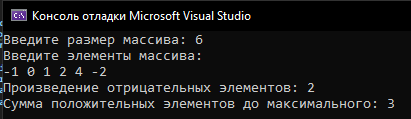 Консоль отладки Microsoft Visual Studio
Введите размер массива: 6
Введите элементы массива:
-1 0 1 2 4 -2
Произведение отрицательных элементов: 2
Сумма положительных элементов до максимального: 3